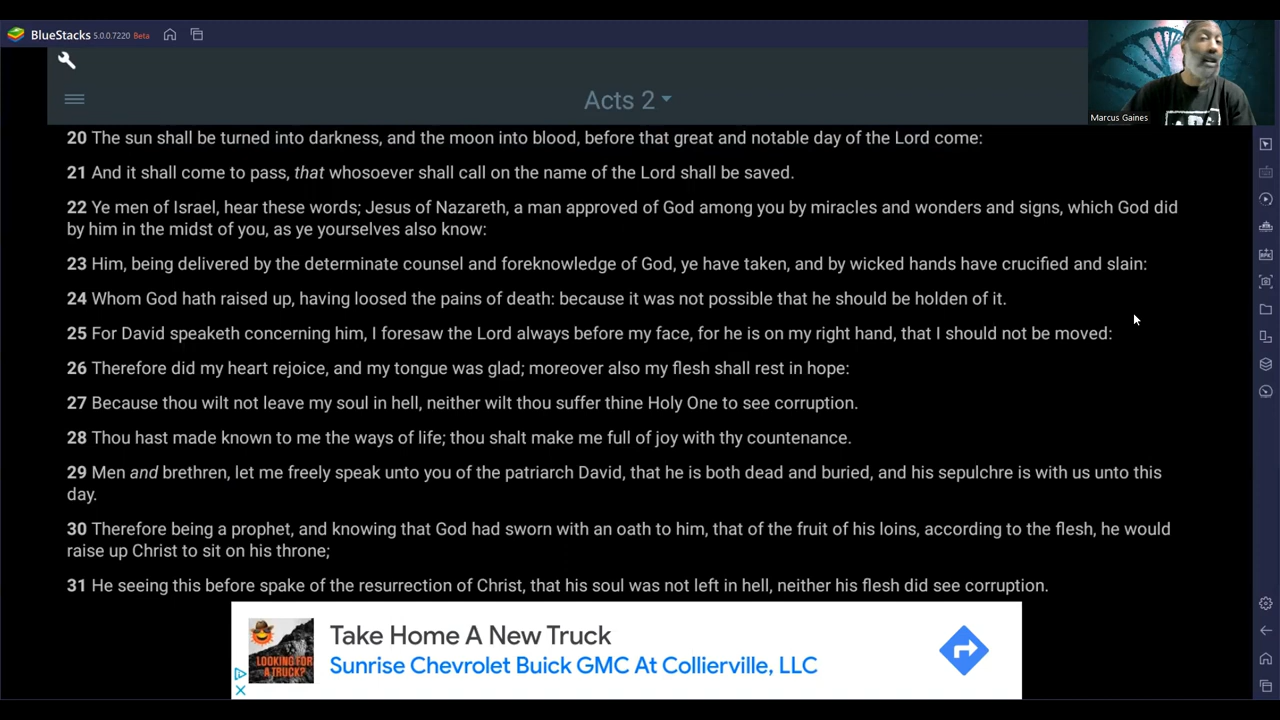 BlueStacks 5.0.0.7220 Beta
Marcus Gaines
Acts 2
20 The sun shall be turned into darkness, and the moon into blood, before that great and notable day of the Lord come:
21 And it shall come to pass, that whosoever shall call on the name of the Lord shall be saved.
22 Ye men of Israel, hear these words; Jesus of Nazareth, a man approved of God among you by miracles and wonders and signs, which God did
by him in the midst of you, as ye yourselves also know:
23 Him, being delivered by the determinate counsel and foreknowledge of God, ye have taken, and by wicked hands have crucified and slain:
24 Whom God hath raised up, having loosed the pains of death: because it was not possible that he should be holden of it.
25 For David speaketh concerning him, I foresaw the Lord always before my face, for he is on my right hand, that I should not be moved:
26 Therefore did my heart rejoice, and my tongue was glad; moreover also my flesh shall rest in hope:
27 Because thou wilt not leave my soul in hell, neither wilt thou suffer thine Holy One to see corruption.
28 Thou hast made known to me the ways of life; thou shalt make me full of joy with thy countenance.
29 Men and brethren, let me freely speak unto you of the patriarch David, that he is both dead and buried, and his sepulchre is with us unto this
day.
30 Therefore being a prophet, and knowing that God had sworn with an oath to him, that of the fruit of his loins, according to the flesh, he would
raise up Christ to sit on his throne;
31 He seeing this before spake of the resurrection of Christ, that his soul was not left in hell, neither his flesh did see corruption.
LOOKING FOR
A TRUCK?
Take Home A New Truck
Sunrise Chevrolet Buick GMC At Collierville, LLC